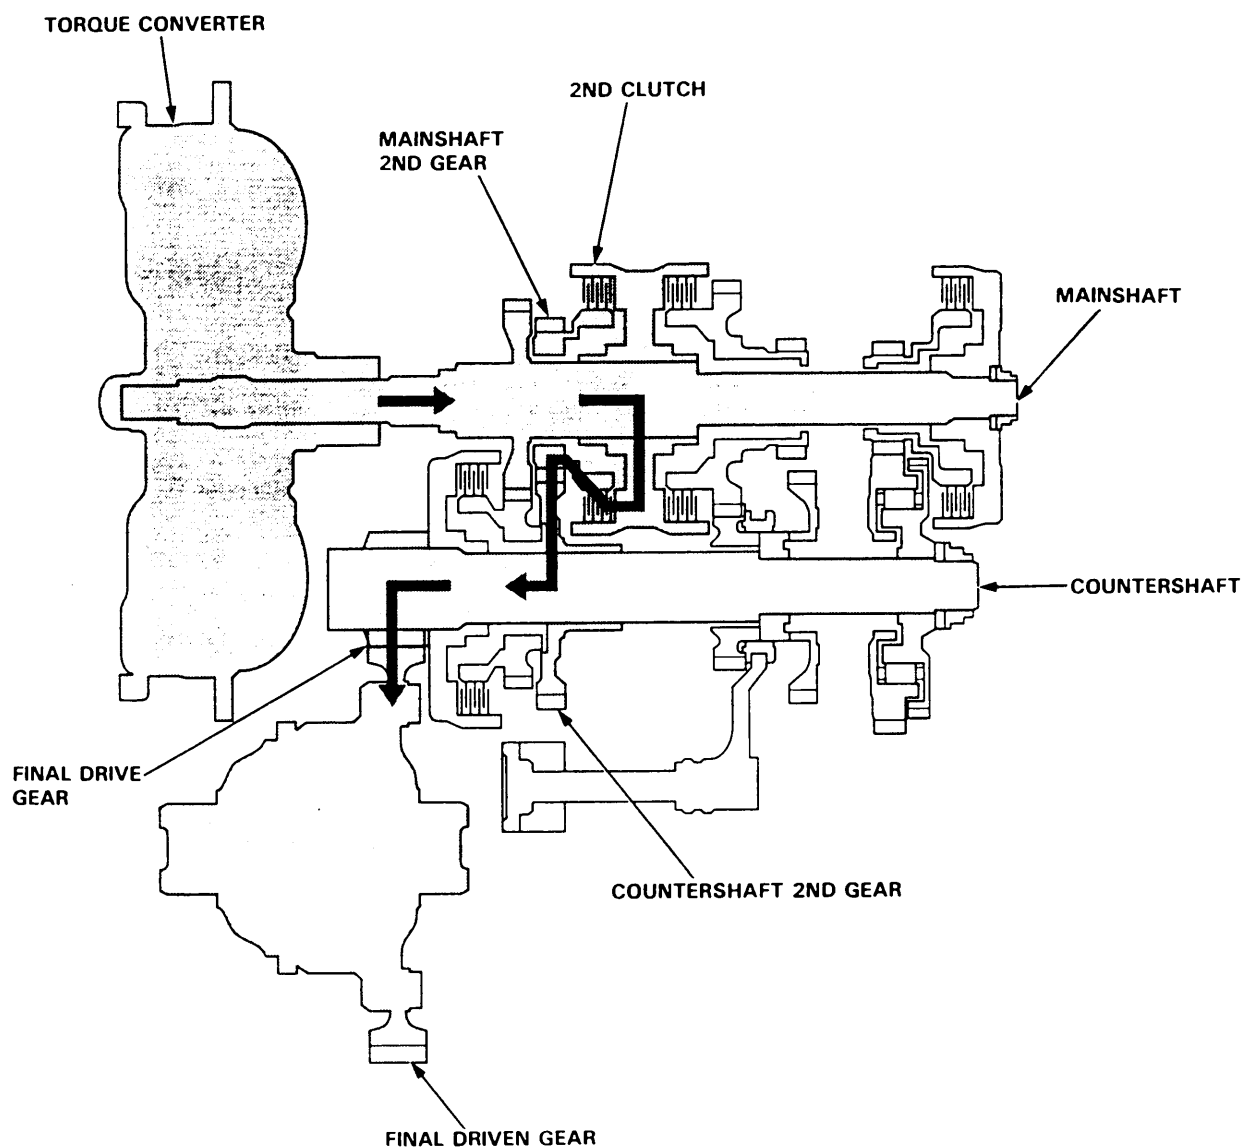 TORQUE CONVERTER
2ND CLUTCH
MAINSHAFT
2ND GEAR
MAINSHAFT
COUNTERSHAFT
FINAL DRIVE
GEAR
COUNTERSHAFT 2ND GEAR
FINAL DRIVEN GEAR